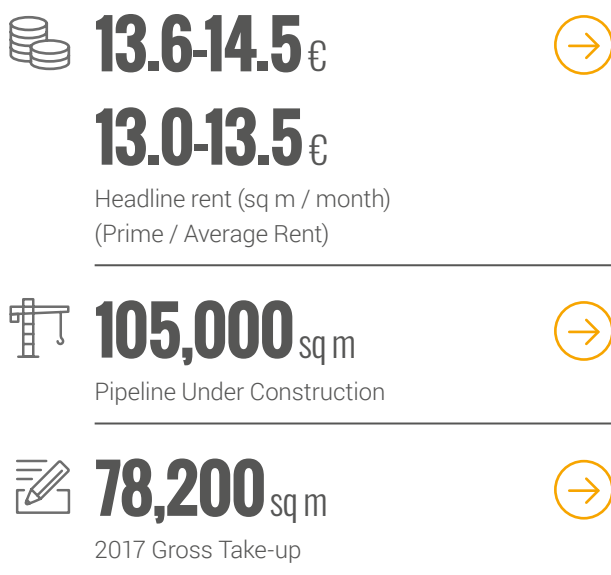 13.6-14.5 €
13.0-13.5 €
Headline rent (sq m / month)
(Prime / Average Rent)
105,000 sq m
Pipeline Under Construction
78,200 sq m
2017 Gross Take-up